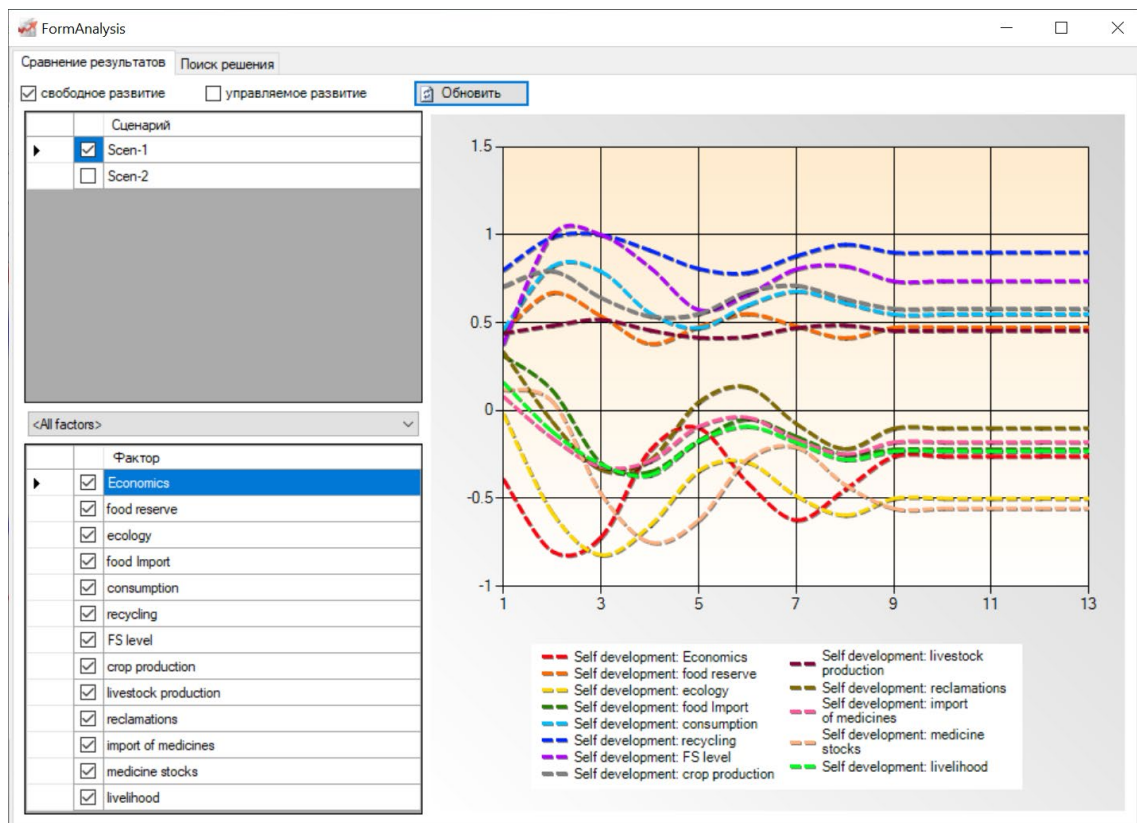 FormAnalysis
Сравнение результатов
Поиск решения
свободное развитие
управляемое развитие
Обновить
Сценарий
Scen-1
Scen-2
<All factors>
Фактор
Economics
food reserve
ecology
food Import
consumption
recycling
FS level
crop production
livestock production
reclamations
import of medicines
medicine stocks
livelihood
1.5
1
0.5
0
-0.5
-1
1
3
5
7
9
11
13
Self development: Economics
Self development: food reserve
Self development: ecology
Self development: food Import
Self development: consumption
Self development: recycling
Self development: FS level
Self development: crop production
Self development: livestock
production
Self development: reclamations
Self development: import
of medicines
Self development: medicine
stocks
Self development: livelihood